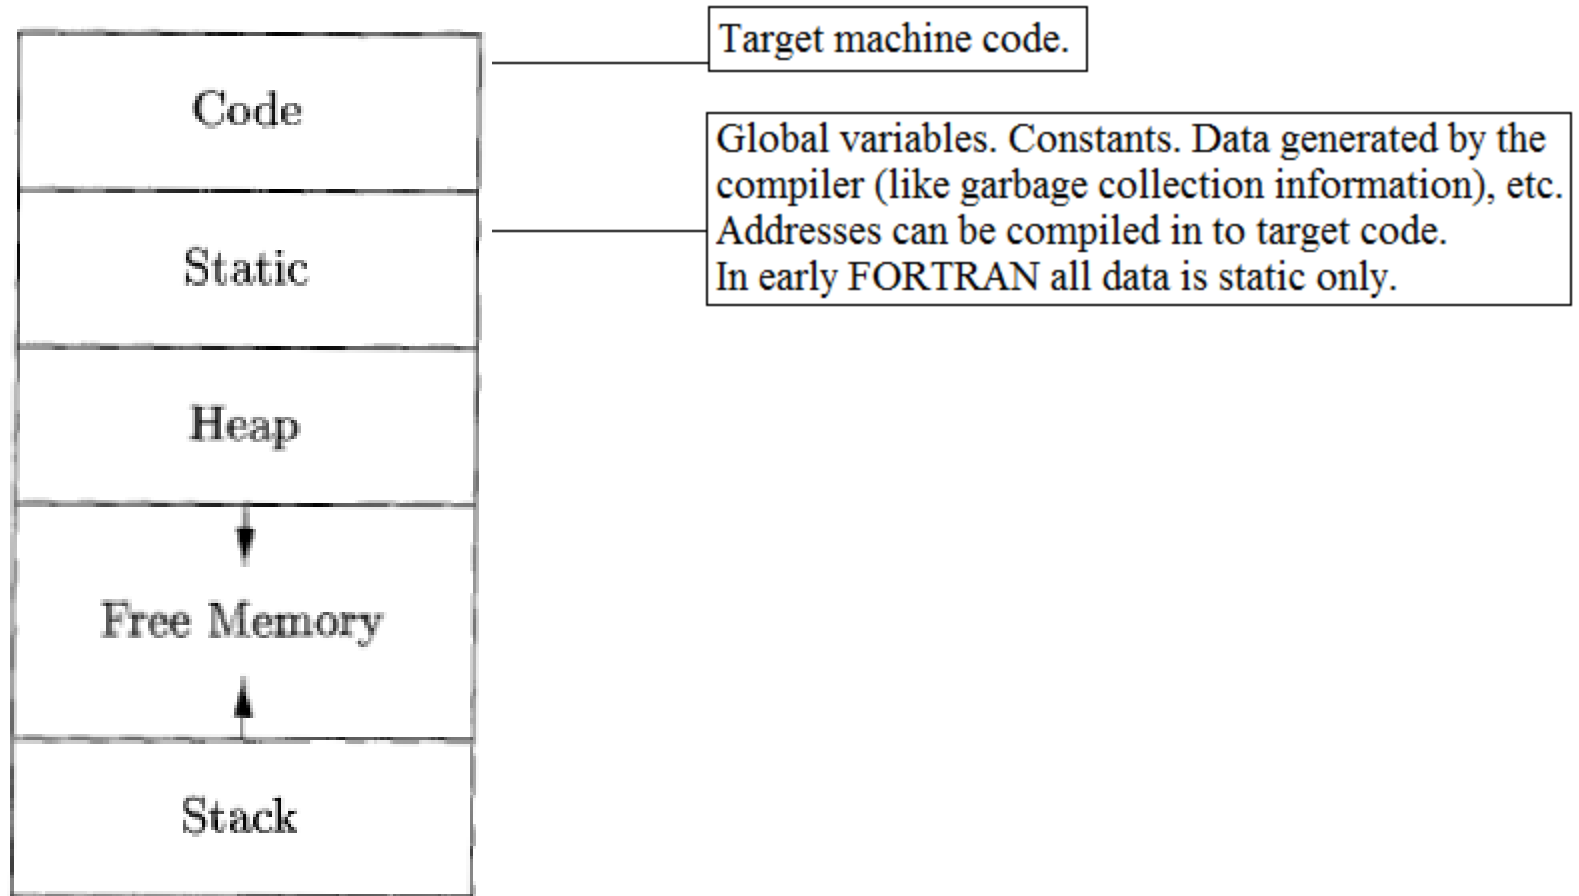 Target machine code.
Code
Global variables. Constants. Data generated by the
compiler (like garbage collection information), etc.
Addresses can be compiled in to target code.
In early FORTRAN all data is static only.
Static
Heap
Free Memory
Stack